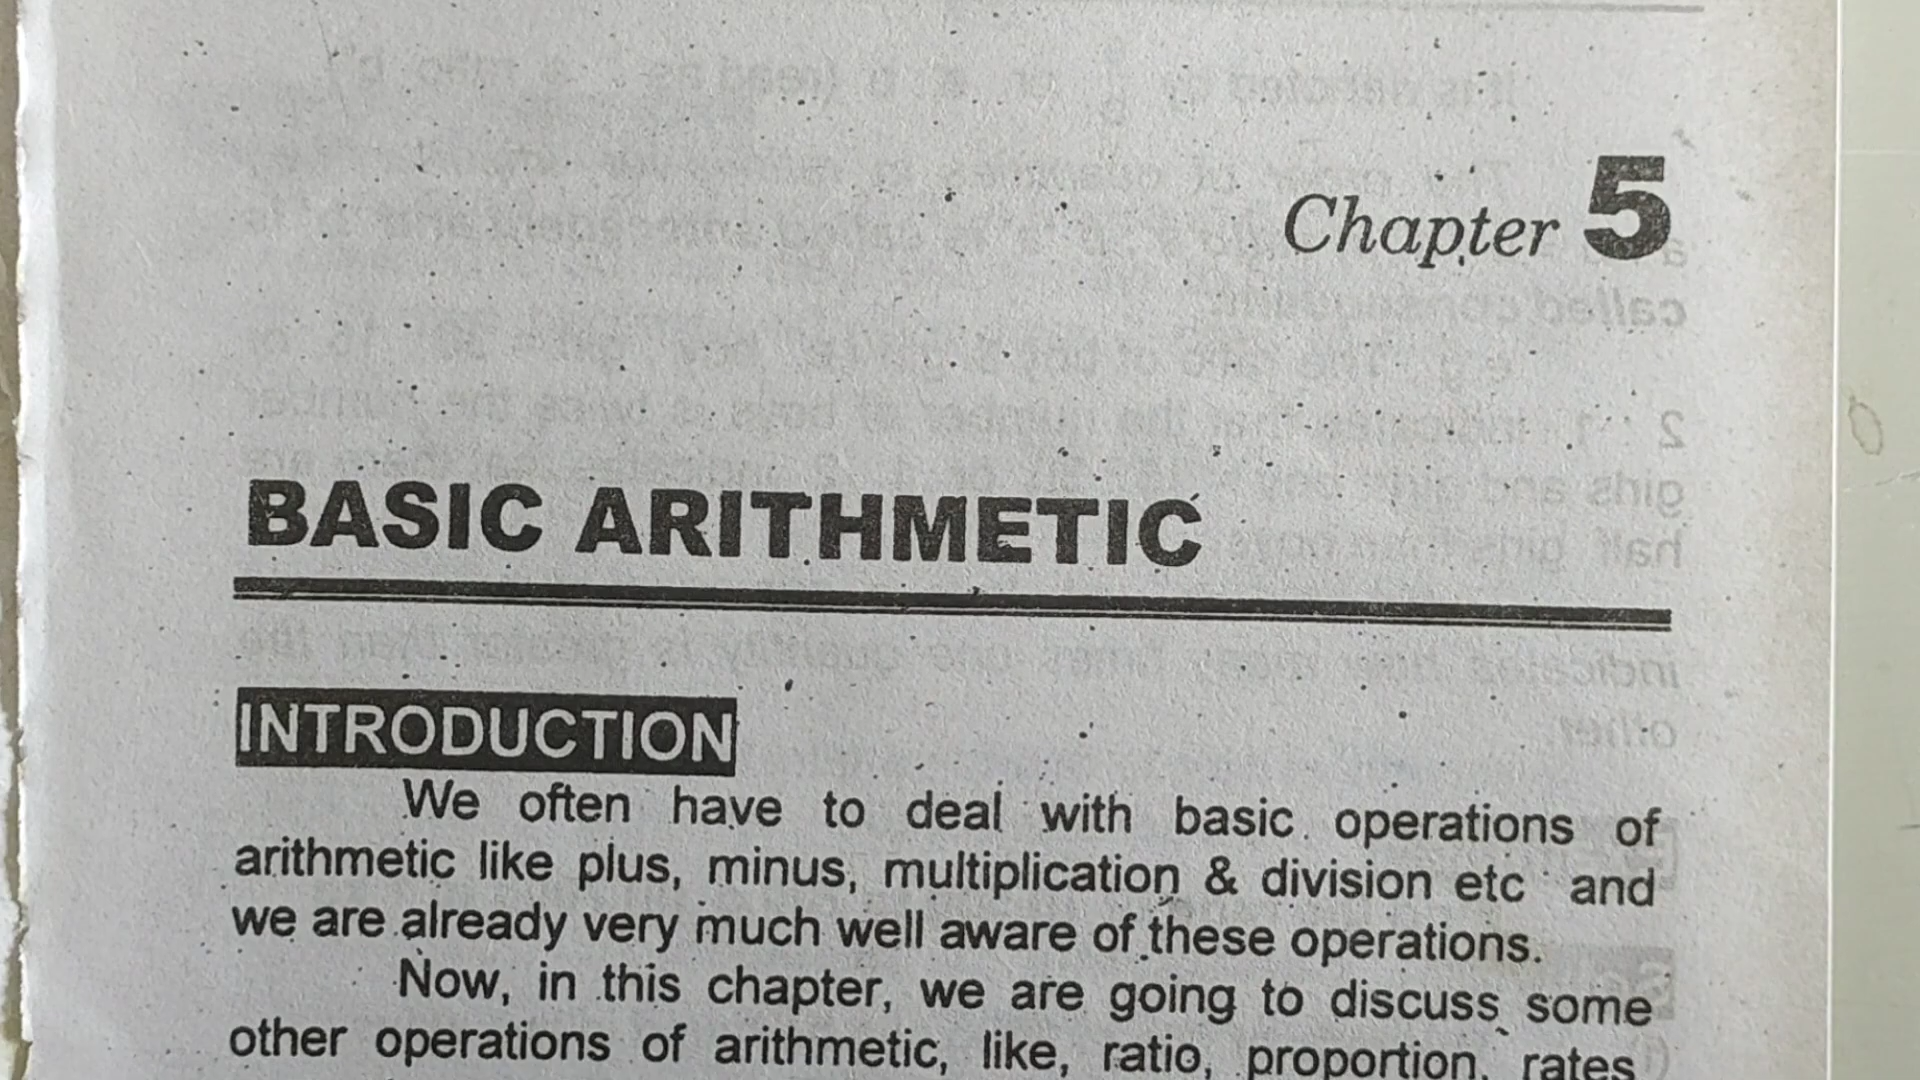 Chapter 5
BASIC ARITHMETIC
INTRODUCTION
We often have to deal with basic operations of
arithmetic like plus, minus, multiplication & division etc and
we are already very much well aware of these operations.
Now, in this chapter, we are going to discuss some
other operations of arithmetic, like, ratio, proportion, rates